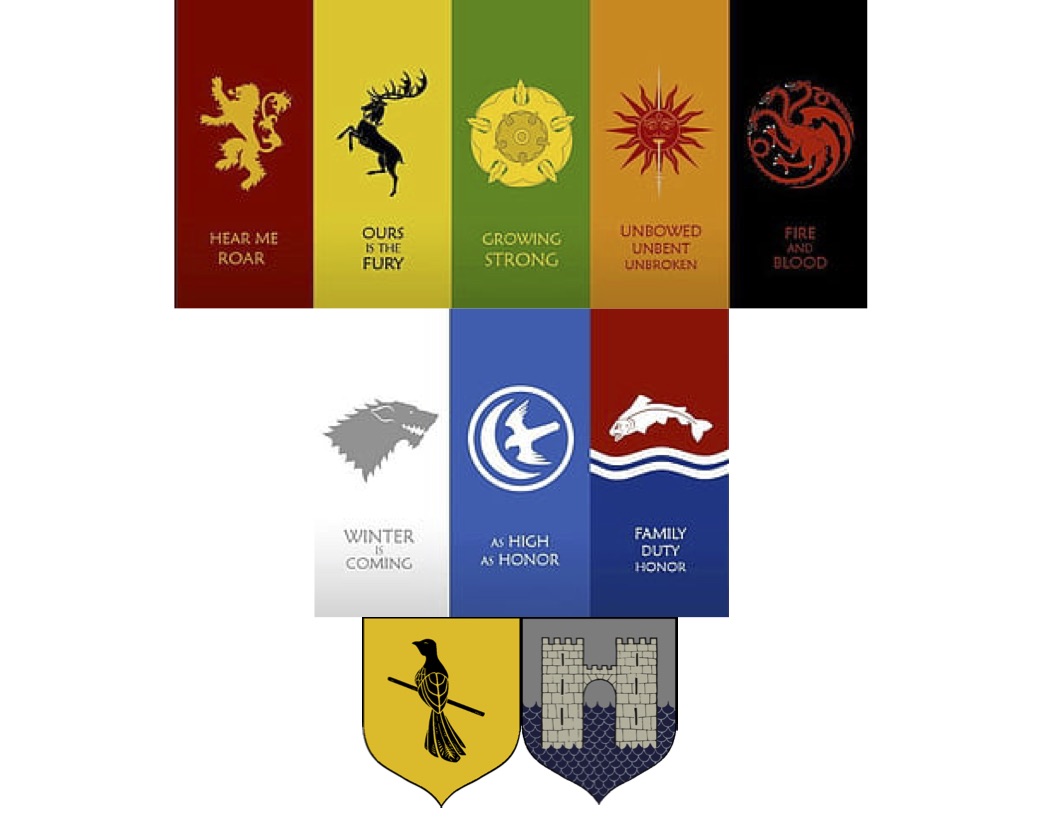 HEAR ME
ROAR
OURS
IS THE
FURY
GROWING
STRONG
UNBOWED
UNBENT
UNBROKEN
FIRE
AND
BLOOD
WINTER
IS
COMING
AS HIGH
AS HONOR
FAMILY
DUTY
HONOR